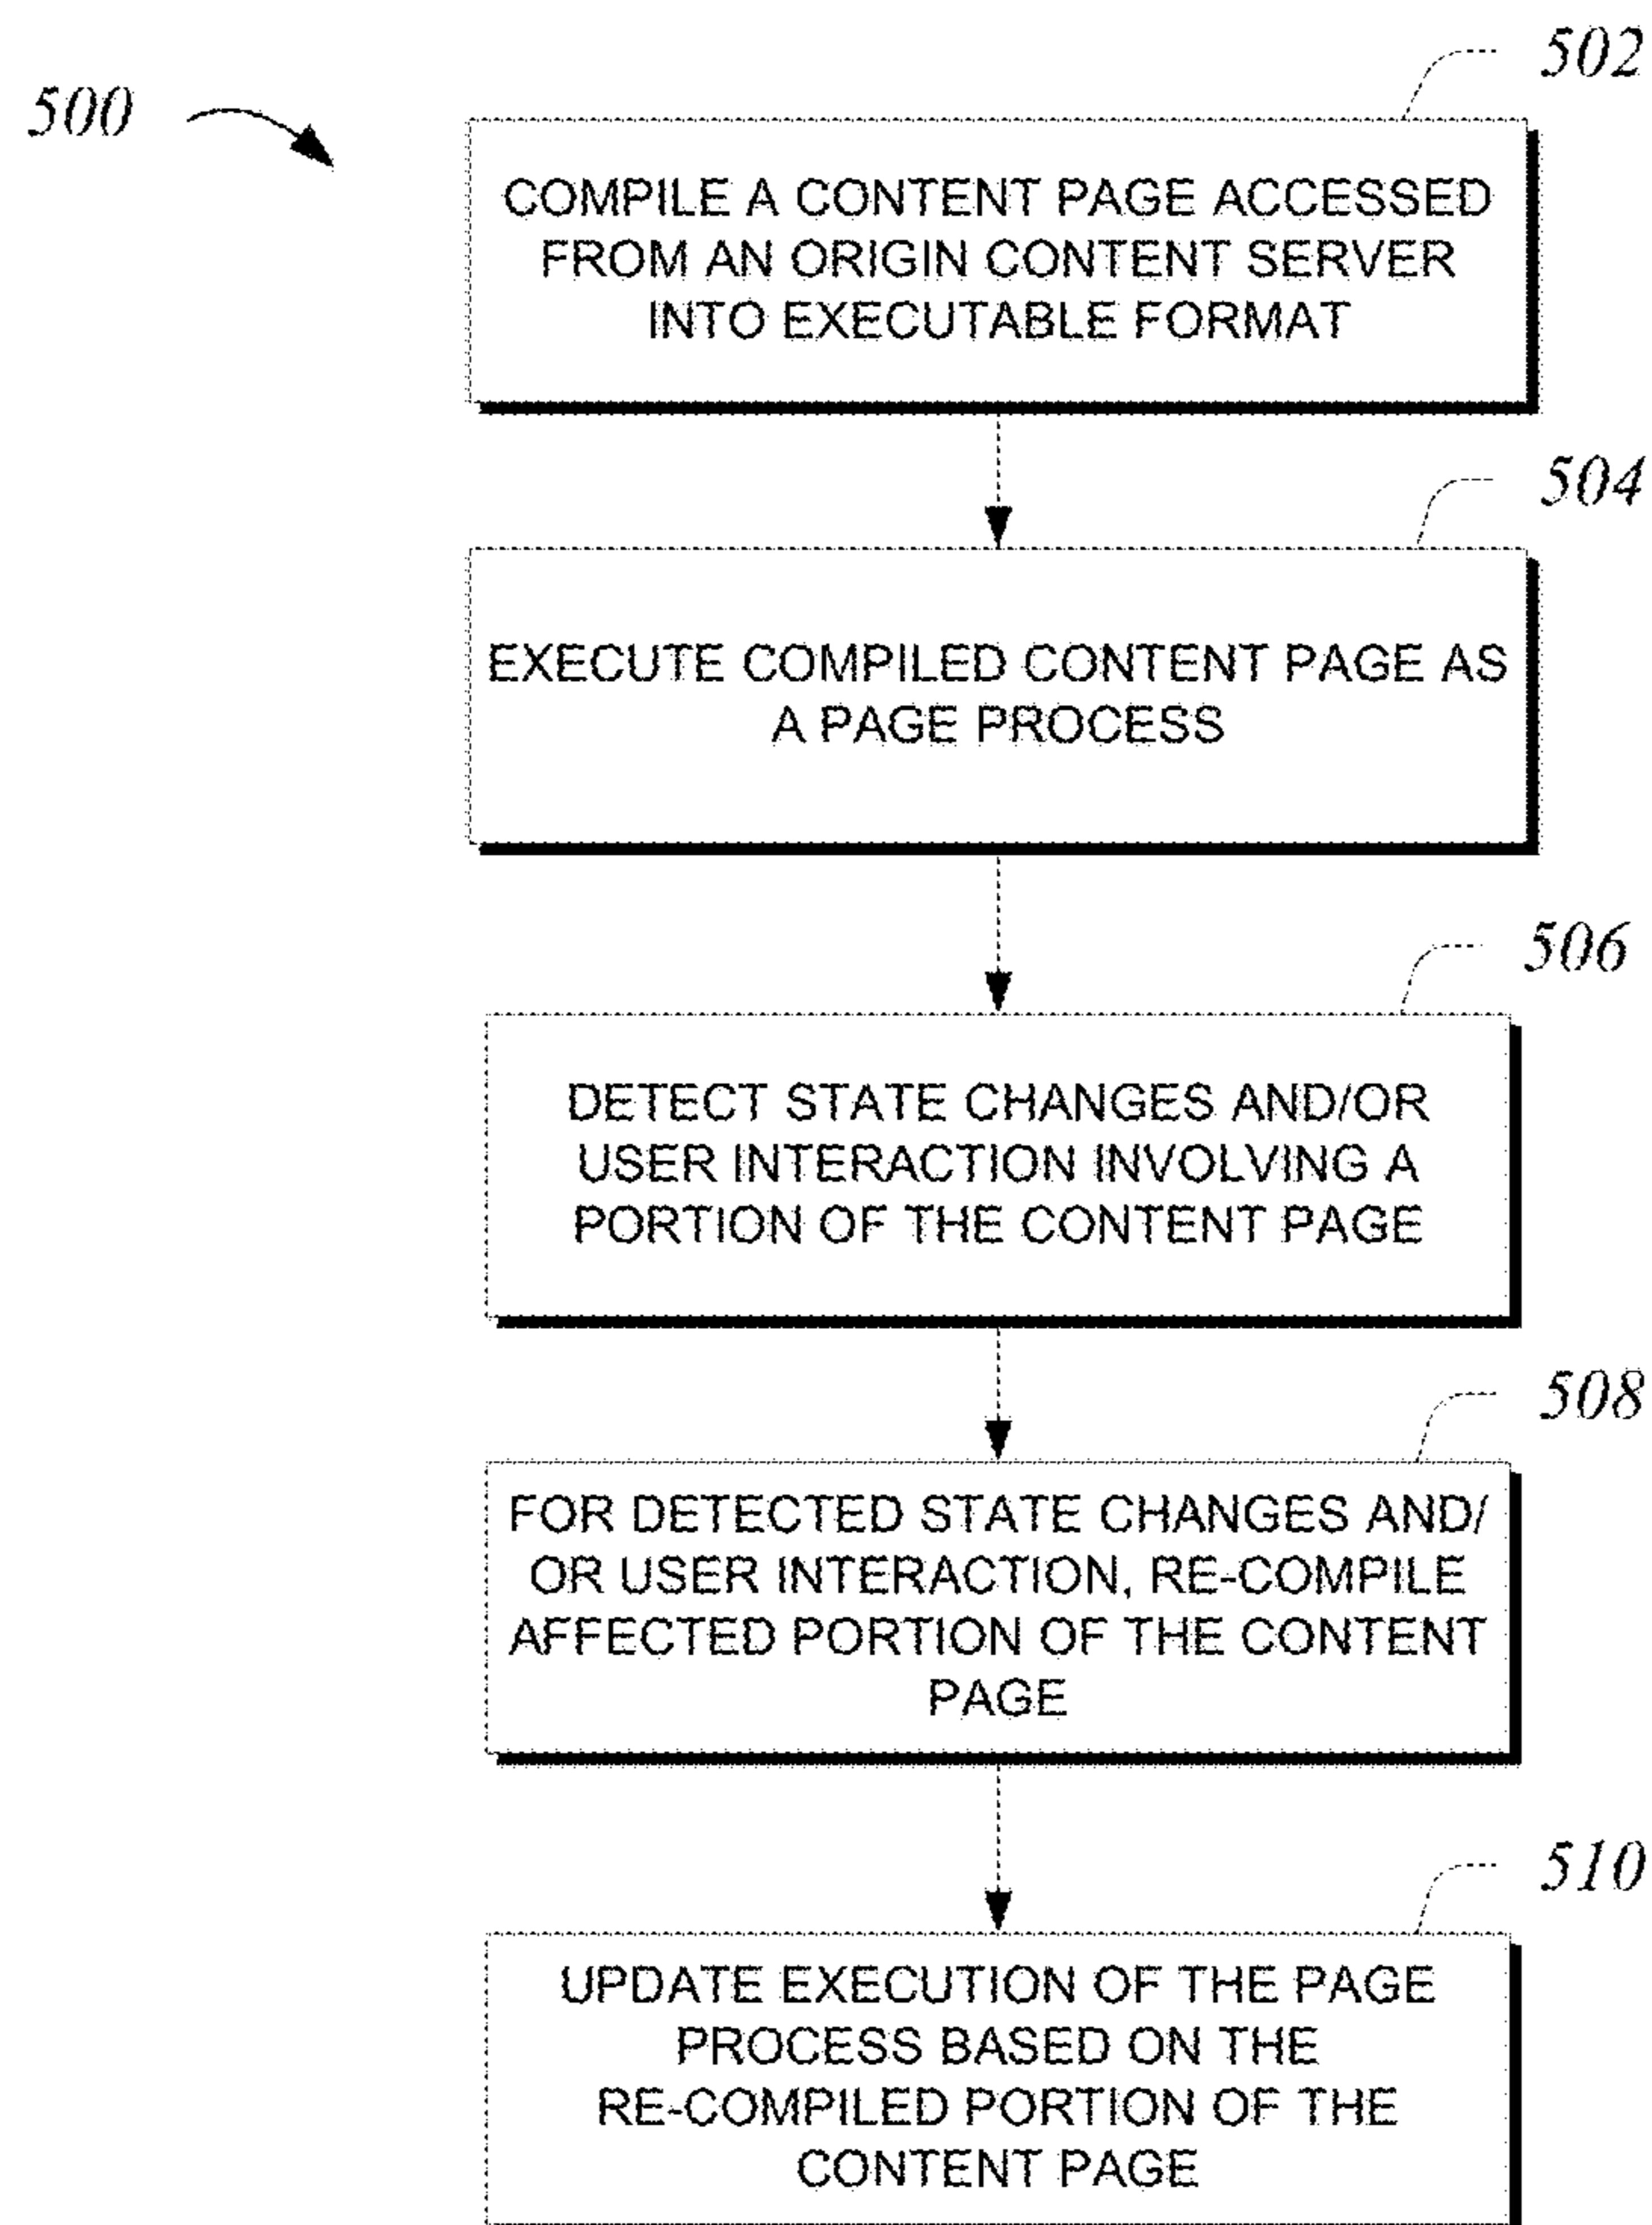 502
500
COMPILE A CONTENT PAGE ACCESSED
FROM AN ORIGIN CONTENT SERVER
INTO EXECUTABLE FORMAT
504
EXECUTE COMPILED CONTENT PAGE AS
A PAGE PROCESS
506
DETECT STATE CHANGES AND/OR
USER INTERACTION INVOLVING A
PORTION OF THE CONTENT PAGE
508
FOR DETECTED STATE CHANGES AND/
OR USER INTERACTION, RE-COMPILE
AFFECTED PORTION OF THE CONTENT
PAGE
510
UPDATE EXECUTION OF THE PAGE
PROCESS BASED ON THE
RE-COMPILED PORTION OF THE
CONTENT PAGE